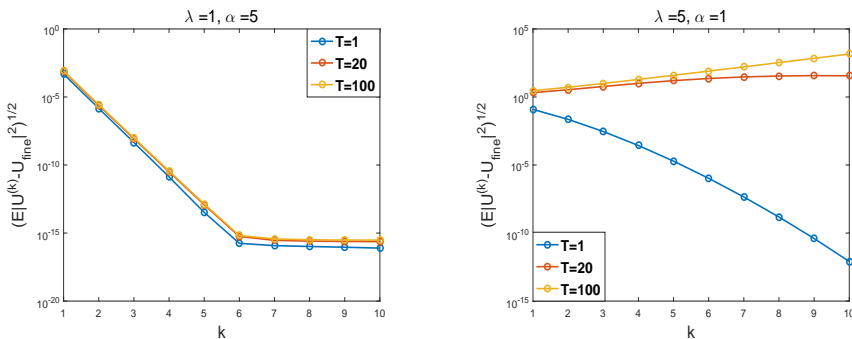 λ =1, α =5
10^0
10^-5
10^-10
10^-15
10^-20
(E|U^(k)-U_fine|^2)^1/2
1 2 3 4 5 6 7 8 9 10
k
T=1
T=20
T=100
λ =5, α =1
10^5
10^0
10^-5
10^-10
10^-15
(E|U^(k)-U_fine|^2)^1/2
1 2 3 4 5 6 7 8 9 10
k
T=1
T=20
T=100